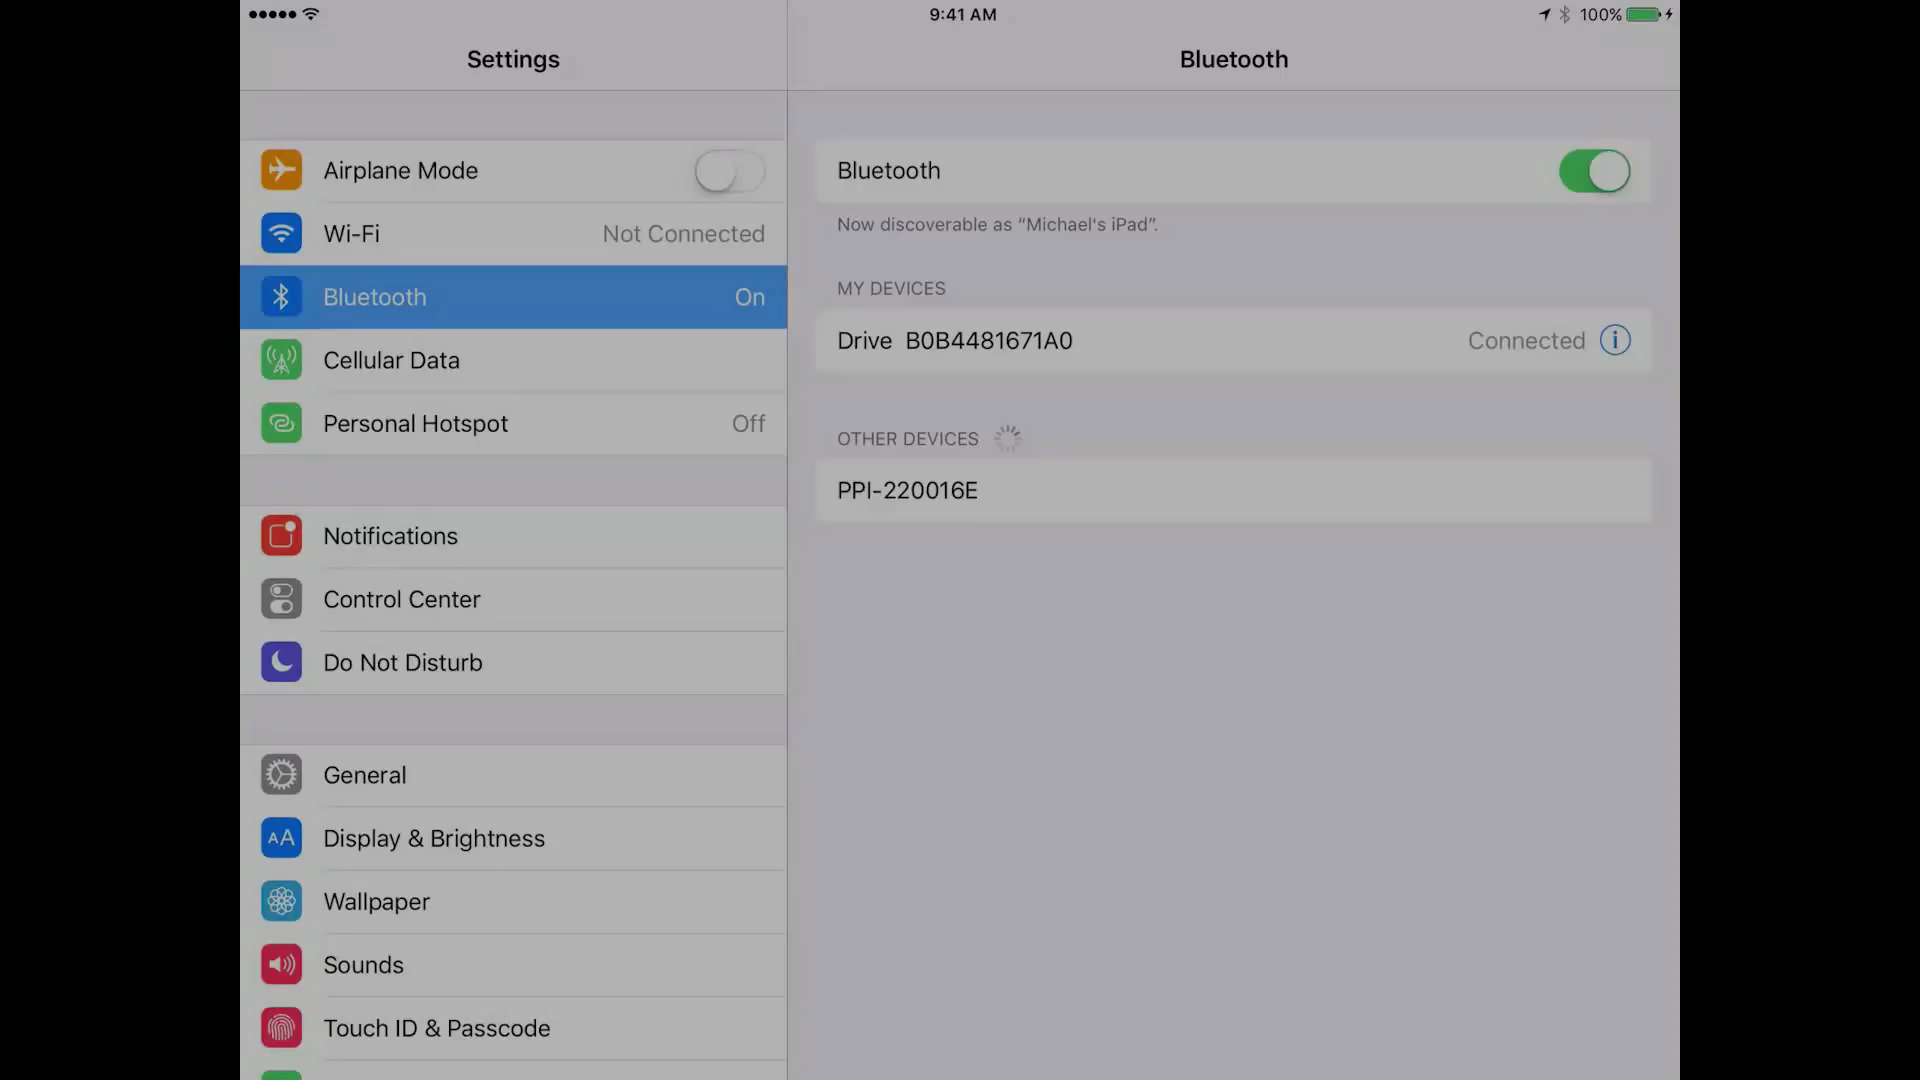 9:41 AM
100%
Settings
Bluetooth
Airplane Mode
Wi-Fi Not Connected
Bluetooth On
Cellular Data
Personal Hotspot Off
Notifications
Control Center
Do Not Disturb
General
AA Display & Brightness
Wallpaper
Sounds
Touch ID & Passcode
Bluetooth
Now discoverable as “Michael's iPad”.
MY DEVICES
Drive B0B4481671A0 Connected i
OTHER DEVICES
PPI-220016E